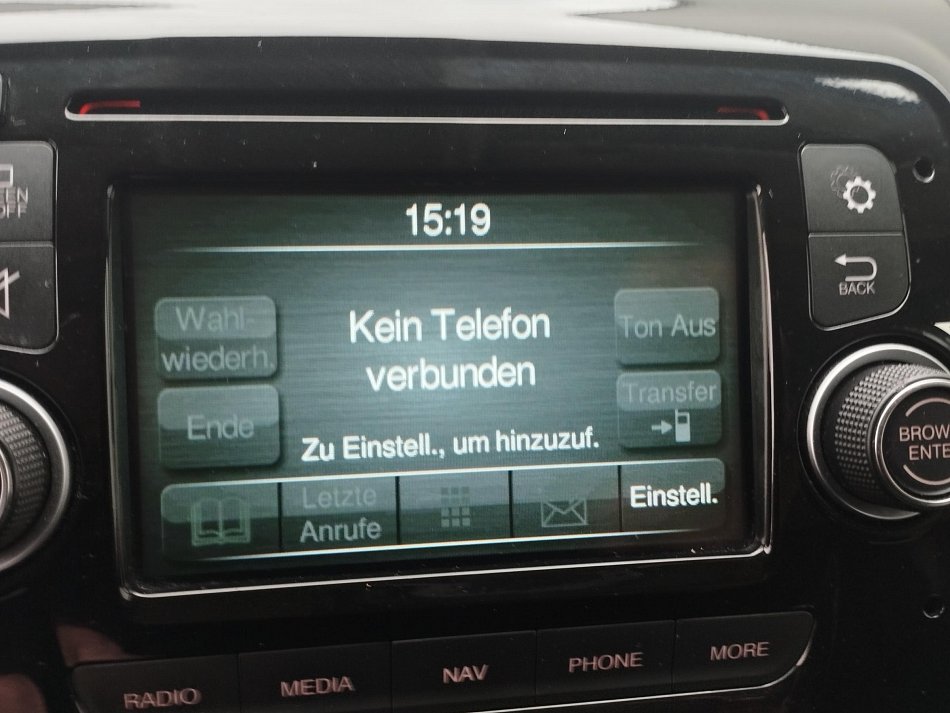 15:19
Wahl-
wiederh.
Kein Telefon
verbunden
Ton Aus
Ende
Transfer
Zu Einstell., um hinzuzuf.
Letzte
Anrufe
Einstell.
BACK
RADIO
MEDIA
NAV
PHONE
MORE